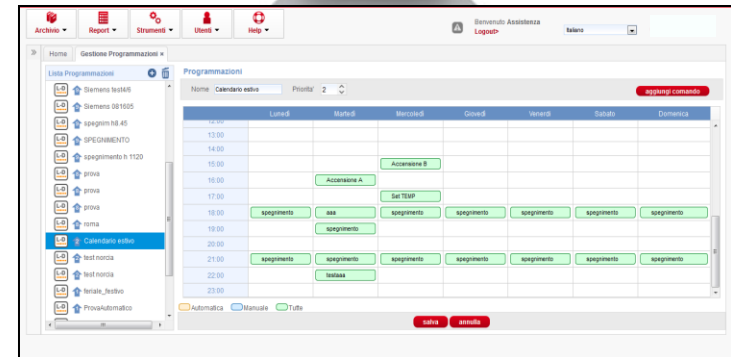 Archivio Report Strumenti Utenti Help
Benvenuto Assistenza
Logout>
Italiano
Home Gestione Programmazioni ×
Lista Programmazioni
Programmazioni
Nome Calendario estivo Priorita' 2
aggiungi comando
Siemens test4/6
Siemens 081605
spegnim h8.45
SPEGNIMENTO
spegnimento h 1120
prova
prova
prova
roma
Calendario estivo
test norcia
test norcia
feriale_festivo
ProvaAutomatico
Lunedì Martedì Mercoledì Giovedì Venerdì Sabato Domenica
12:00
13:00
14:00
15:00 Accensione B
16:00 Accensione A
17:00 Set TEMP
18:00 spegnimento aaa spegnimento spegnimento spegnimento spegnimento spegnimento
19:00 spegnimento
20:00
21:00 spegnimento spegnimento spegnimento spegnimento spegnimento spegnimento spegnimento
22:00 testaaa
23:00
Automatica Manuale Tutte
salva annulla